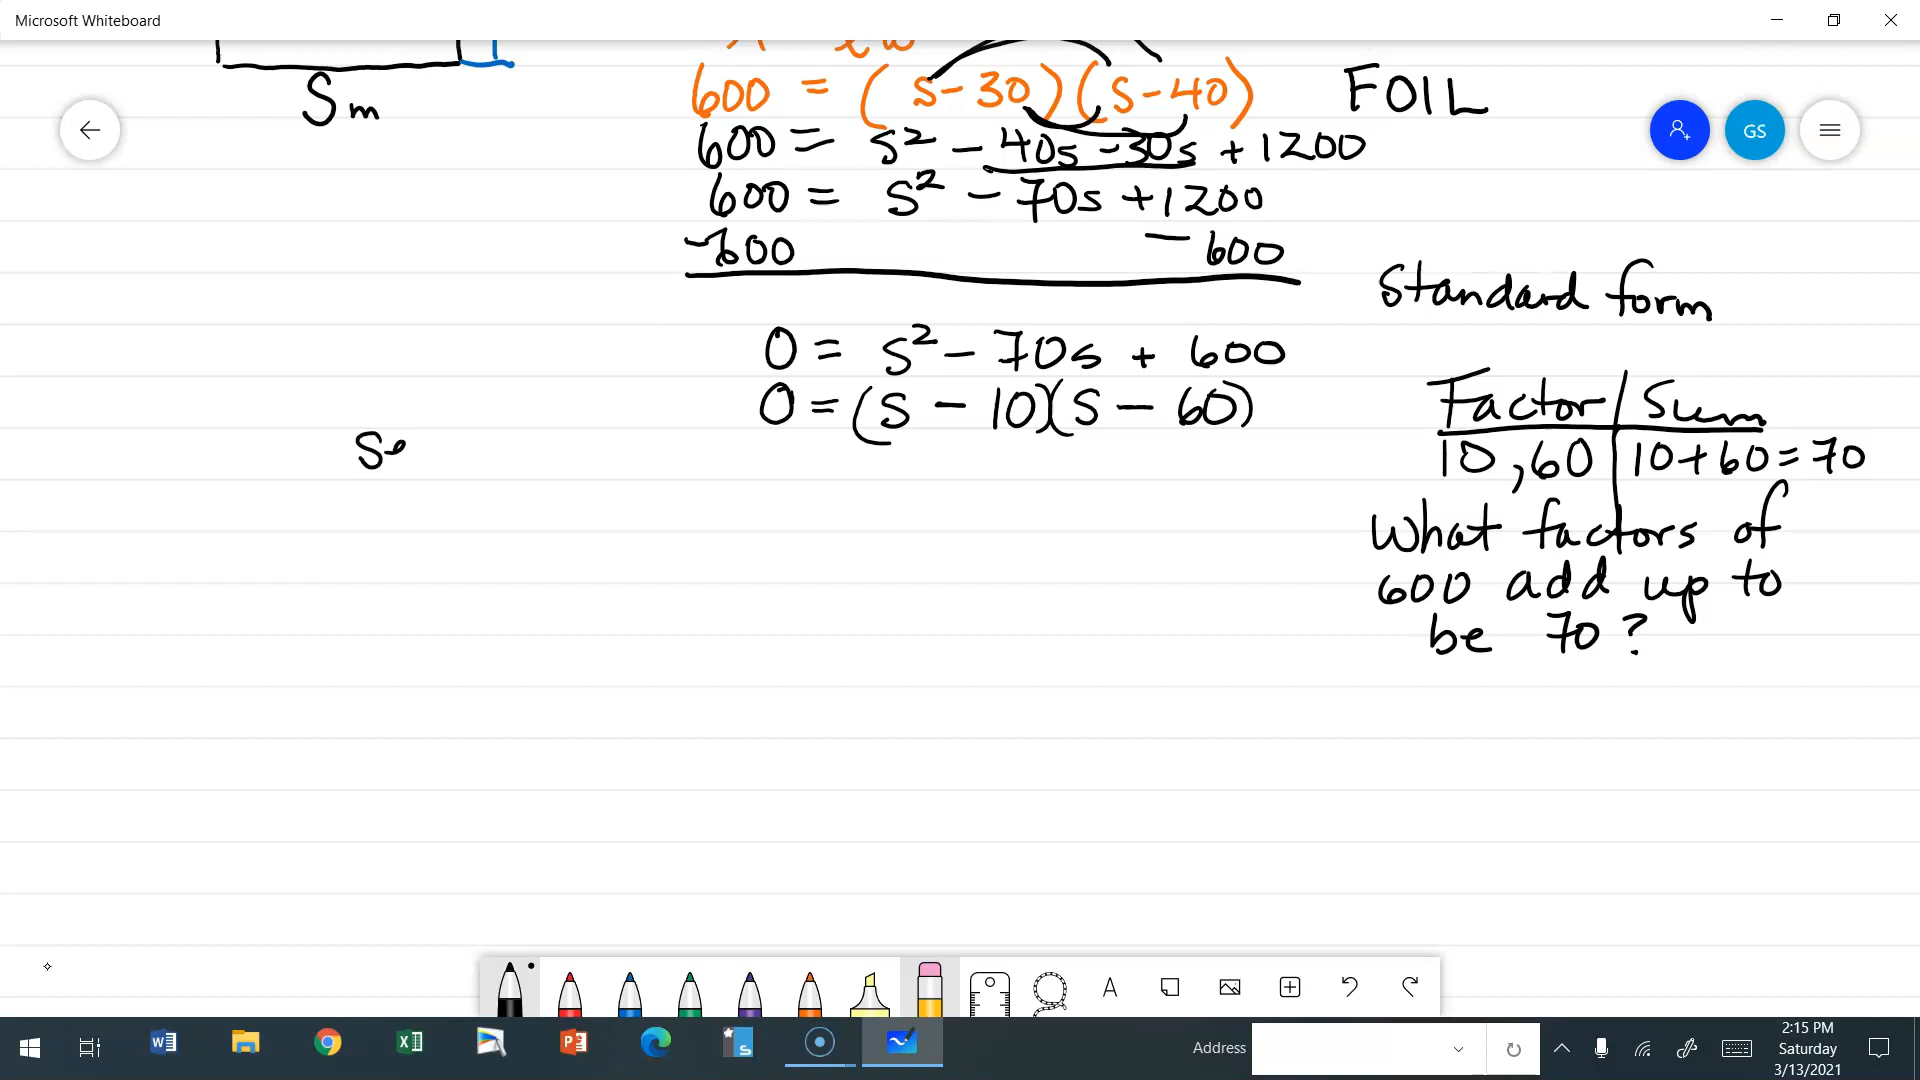 Microsoft Whiteboard
S m
600 = (s - 30)(s - 40)
FOIL
600 = s² - 40s - 30s + 1200
600 = s² - 70s + 1200
-600 - 600
Standard form
0 = s² - 70s + 600
0 = (s - 10)(s - 60)
Factor / Sum
10, 60 | 10 + 60 = 70
What factors of
600 add up to
be 70?
Se
GS
Address
2:15 PM
Saturday
3/13/2021